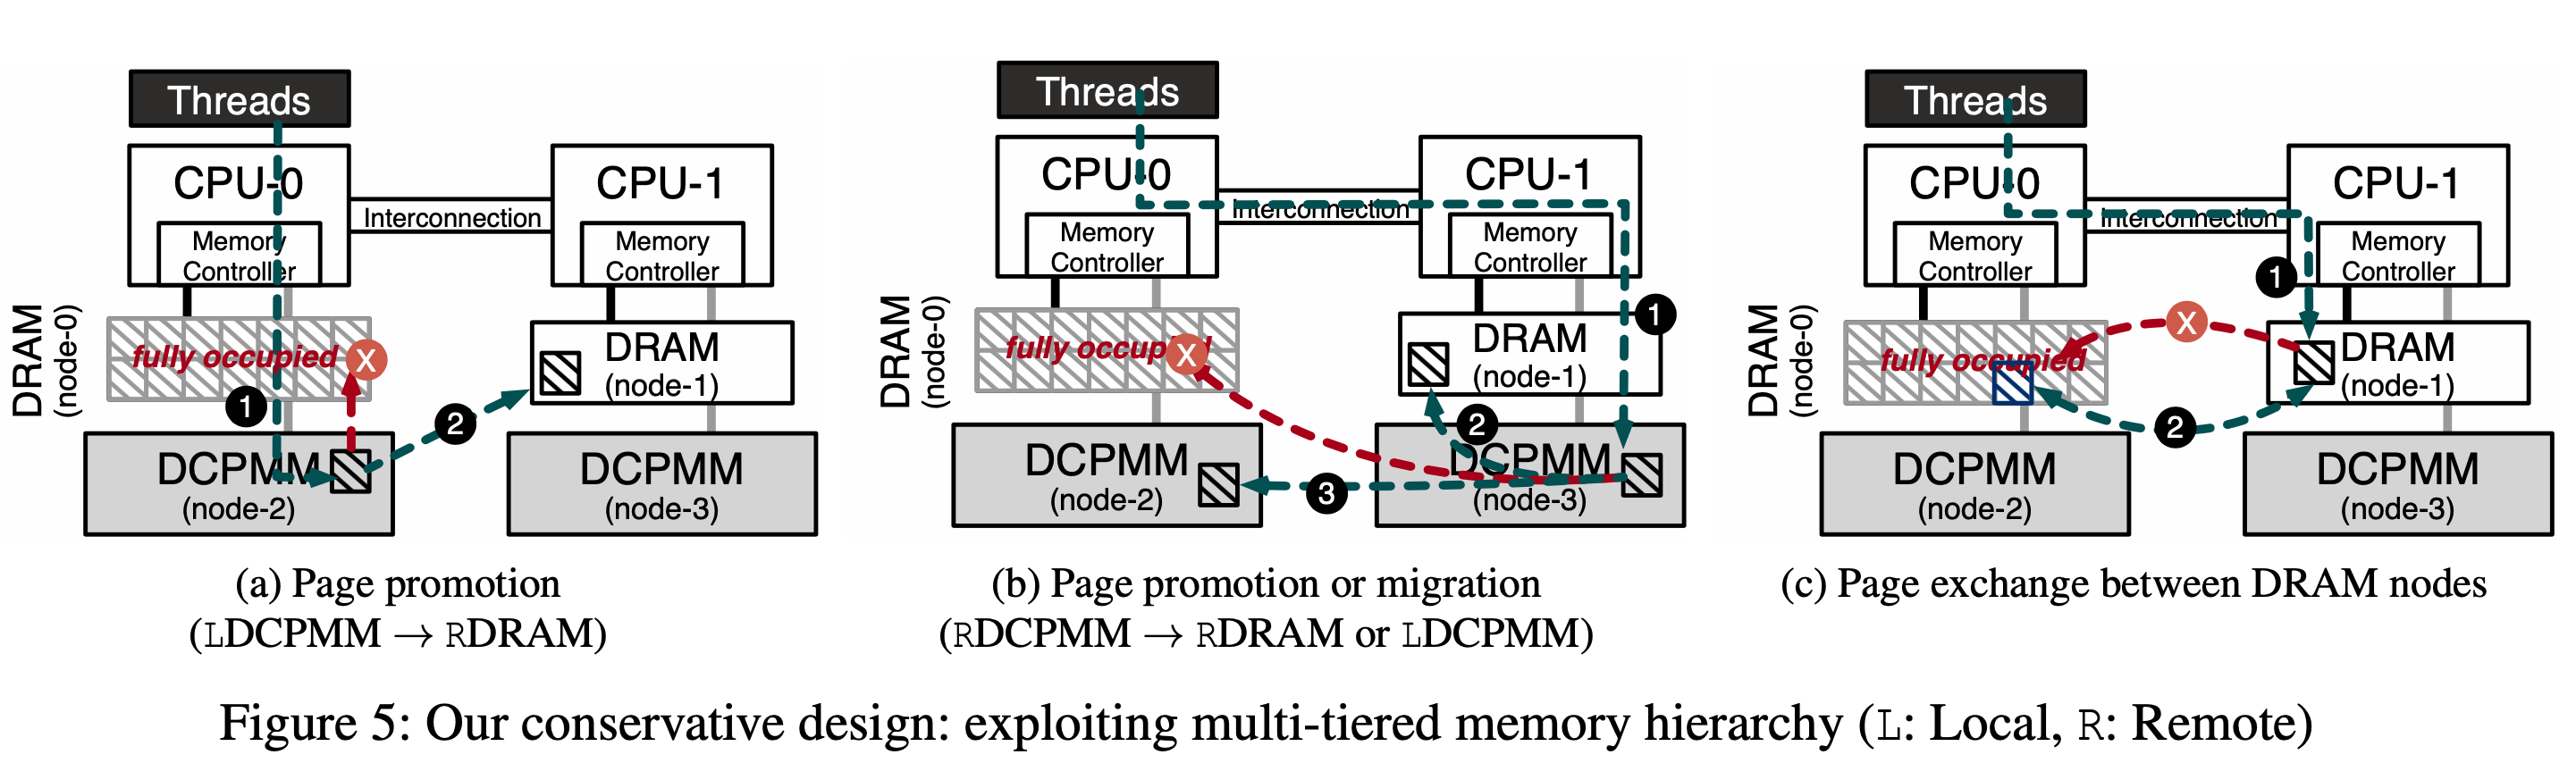 Threads
CPU-0
CPU-1
Interconnection
Memory
Controller
Memory
Controller
DRAM
(node-0)
fully occupied
X
DRAM
(node-1)
1
2
DCPMM
(node-2)
DCPMM
(node-3)
(a) Page promotion
(LDCPMM → RDRAM)
Threads
CPU-0
CPU-1
Interconnection
Memory
Controller
Memory
Controller
DRAM
(node-0)
fully occupied
X
1
DRAM
(node-1)
2
DCPMM
(node-2)
3
DCPMM
(node-3)
(b) Page promotion or migration
(RDCPMM → RDRAM or LDCPMM)
Threads
CPU-0
CPU-1
Interconnection
Memory
Controller
Memory
Controller
1
DRAM
(node-0)
fully occupied
X
DRAM
(node-1)
2
DCPMM
(node-2)
DCPMM
(node-3)
(c) Page exchange between DRAM nodes
Figure 5: Our conservative design: exploiting multi-tiered memory hierarchy (L: Local, R: Remote)